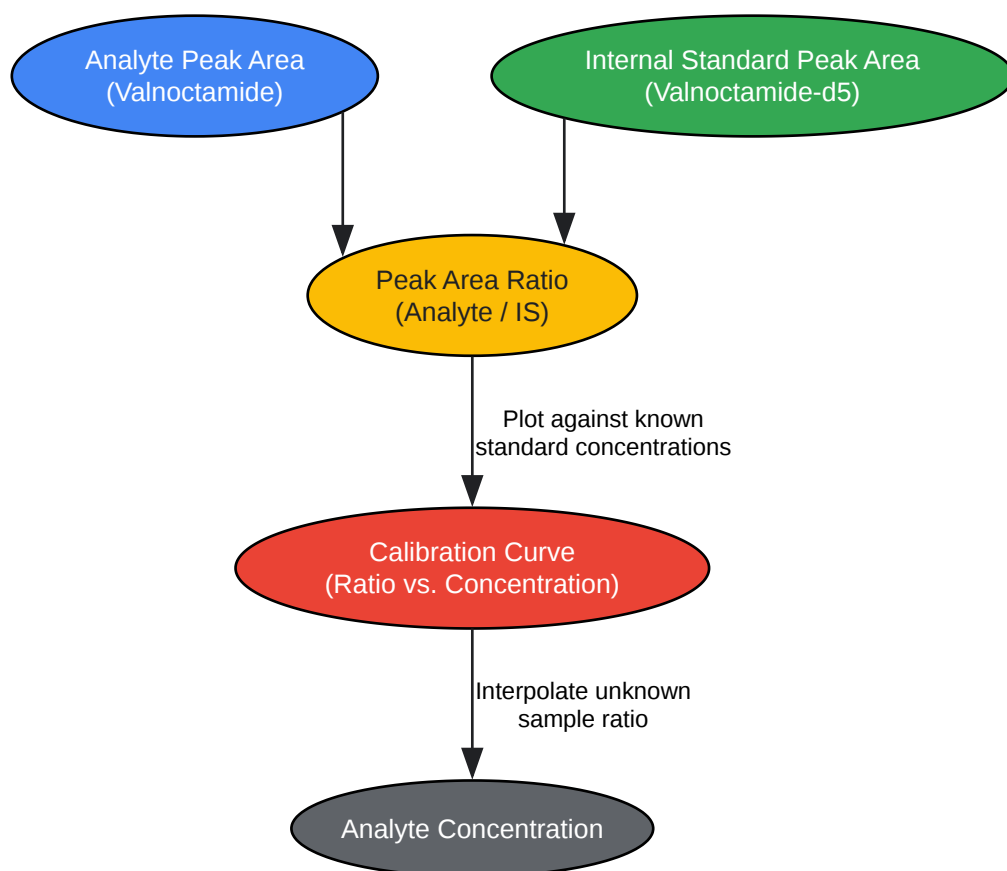 Analyte Peak Area
(Valnoctamide)
Internal Standard Peak Area
(Valnoctamide-d5)
Peak Area Ratio
(Analyte / IS)
Plot against known
standard concentrations
Calibration Curve
(Ratio vs. Concentration)
Interpolate unknown
sample ratio
Analyte Concentration